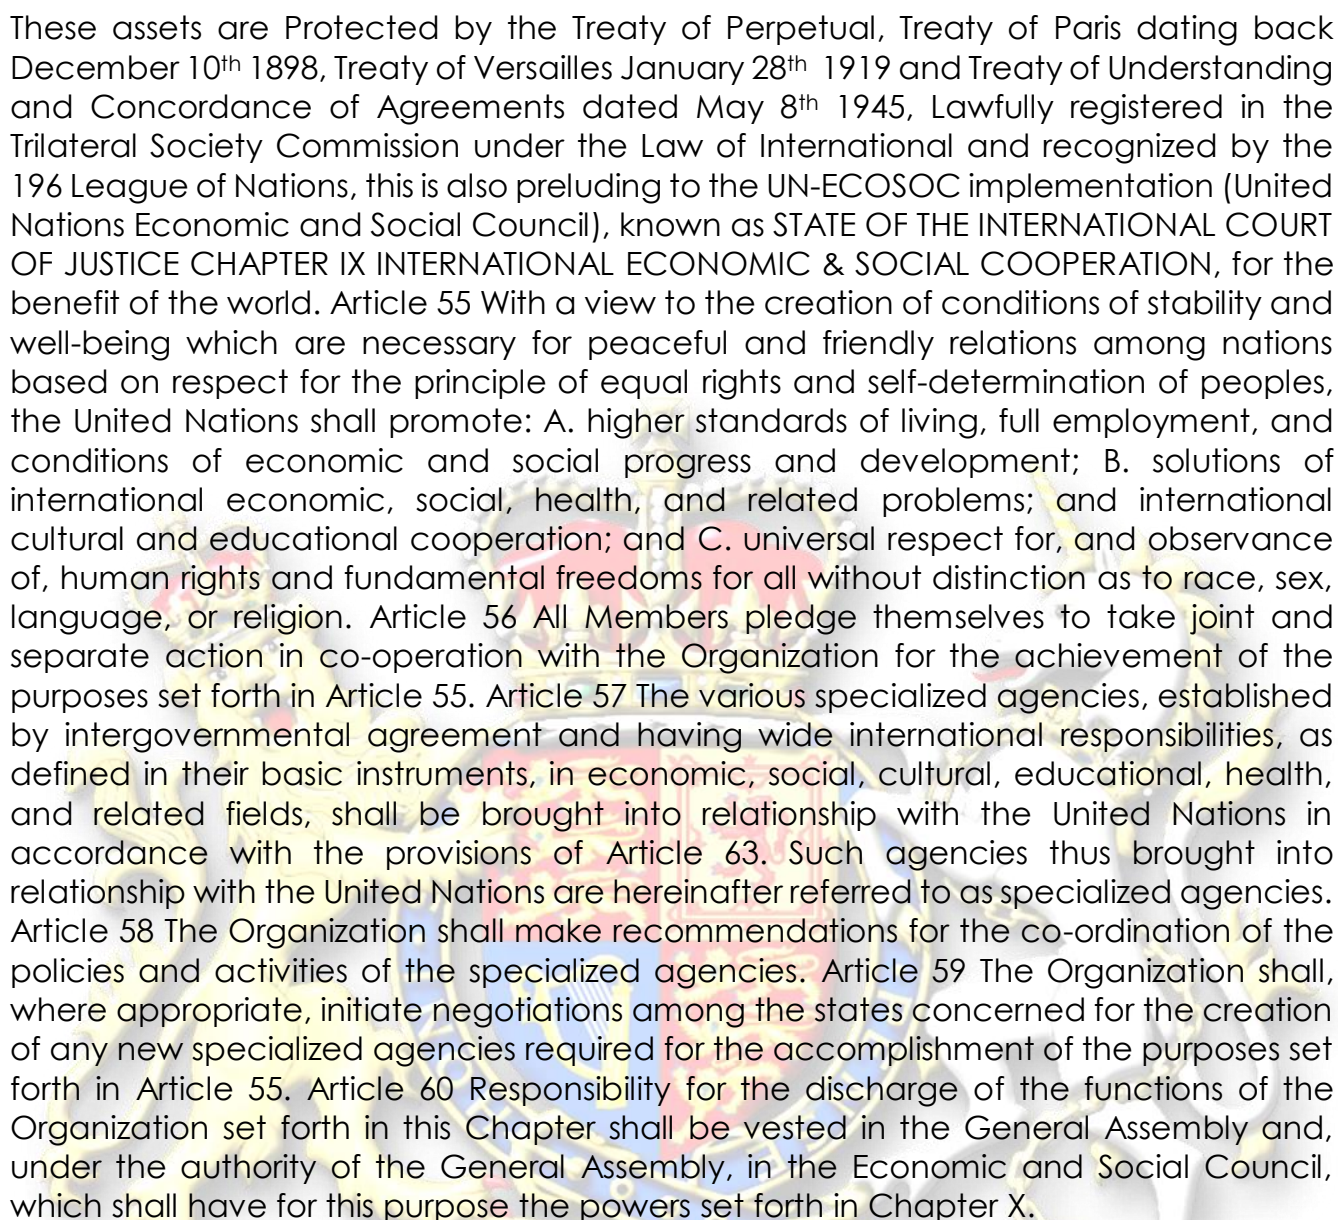 These assets are Protected by the Treaty of Perpetual, Treaty of Paris dating back
December 10th 1898, Treaty of Versailles January 28th 1919 and Treaty of Understanding
and Concordance of Agreements dated May 8th 1945, Lawfully registered in the
Trilateral Society Commission under the Law of International and recognized by the
196 League of Nations, this is also preluding to the UN-ECOSOC implementation (United
Nations Economic and Social Council), known as STATE OF THE INTERNATIONAL COURT
OF JUSTICE CHAPTER IX INTERNATIONAL ECONOMIC & SOCIAL COOPERATION, for the
benefit of the world. Article 55 With a view to the creation of conditions of stability and
well-being which are necessary for peaceful and friendly relations among nations
based on respect for the principle of equal rights and self-determination of peoples,
the United Nations shall promote: A. higher standards of living, full employment, and
conditions of economic and social progress and development; B. solutions of
international economic, social, health, and related problems; and international
cultural and educational cooperation; and C. universal respect for, and observance
of, human rights and fundamental freedoms for all without distinction as to race, sex,
language, or religion. Article 56 All Members pledge themselves to take joint and
separate action in co-operation with the Organization for the achievement of the
purposes set forth in Article 55. Article 57 The various specialized agencies, established
by intergovernmental agreement and having wide international responsibilities, as
defined in their basic instruments, in economic, social, cultural, educational, health,
and related fields, shall be brought into relationship with the United Nations in
accordance with the provisions of Article 63. Such agencies thus brought into
relationship with the United Nations are hereinafter referred to as specialized agencies.
Article 58 The Organization shall make recommendations for the co-ordination of the
policies and activities of the specialized agencies. Article 59 The Organization shall,
where appropriate, initiate negotiations among the states concerned for the creation
of any new specialized agencies required for the accomplishment of the purposes set
forth in Article 55. Article 60 Responsibility for the discharge of the functions of the
Organization set forth in this Chapter shall be vested in the General Assembly and,
under the authority of the General Assembly, in the Economic and Social Council,
which shall have for this purpose the powers set forth in Chapter X.